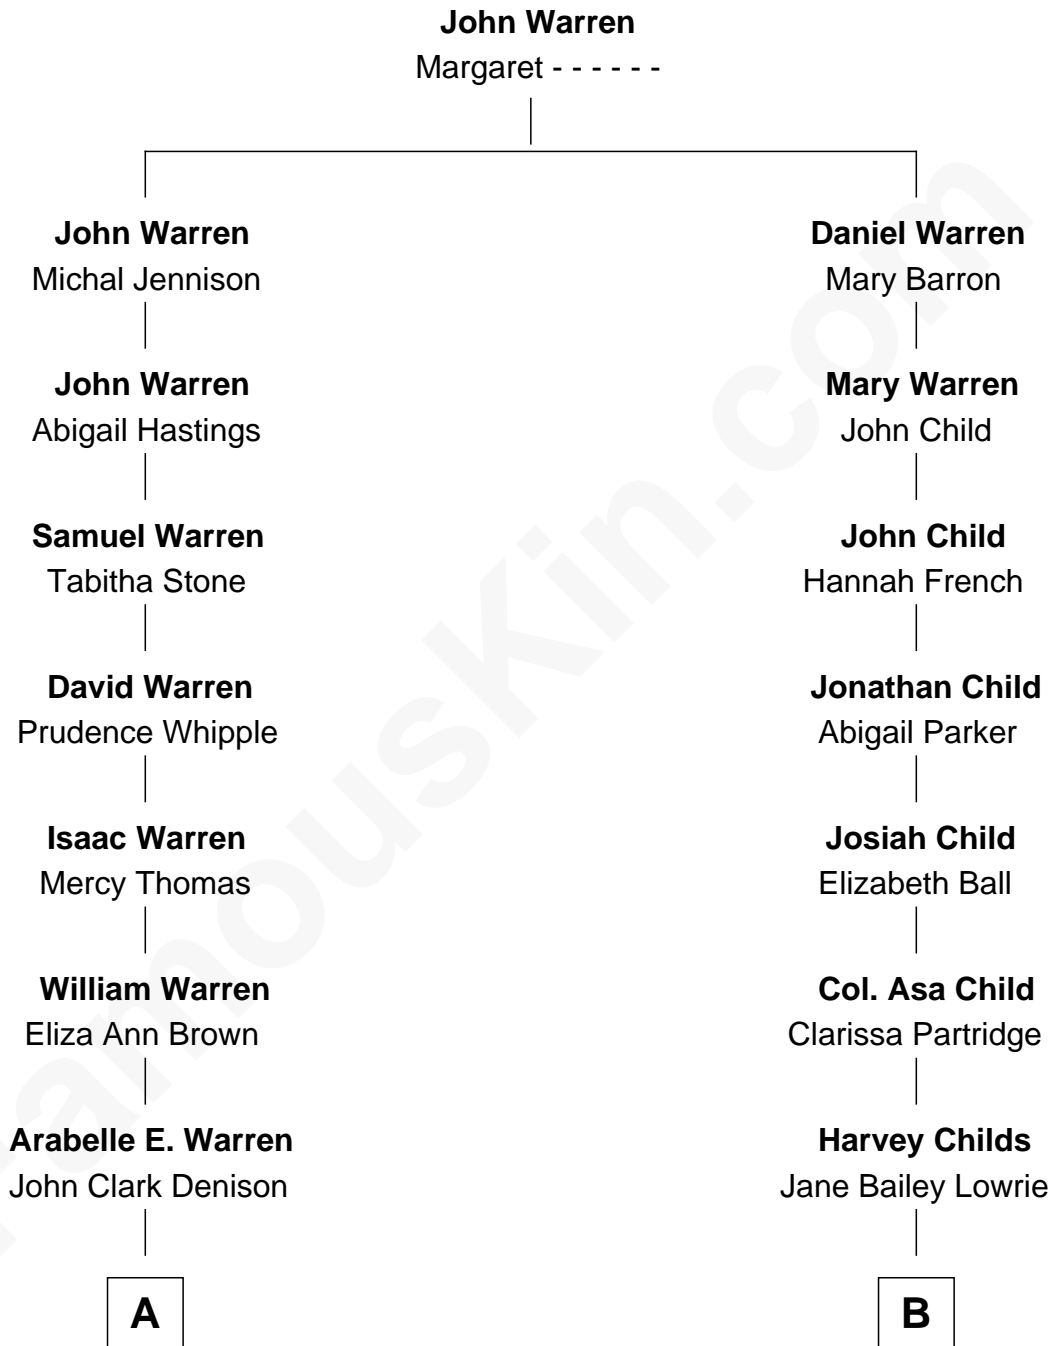 John Warren
Margaret - - - - - -
John Warren
Michal Jennison
Daniel Warren
Mary Barron
John Warren
Abigail Hastings
Mary Warren
John Child
Samuel Warren
Tabitha Stone
John Child
Hannah French
David Warren
Prudence Whipple
Jonathan Child
Abigail Parker
Isaac Warren
Mercy Thomas
Josiah Child
Elizabeth Ball
William Warren
Eliza Ann Brown
Col. Asa Child
Clarissa Partridge
Arabelle E. Warren
John Clark Denison
Harvey Childs
Jane Bailey Lowrie
A
B
FamousKin.com